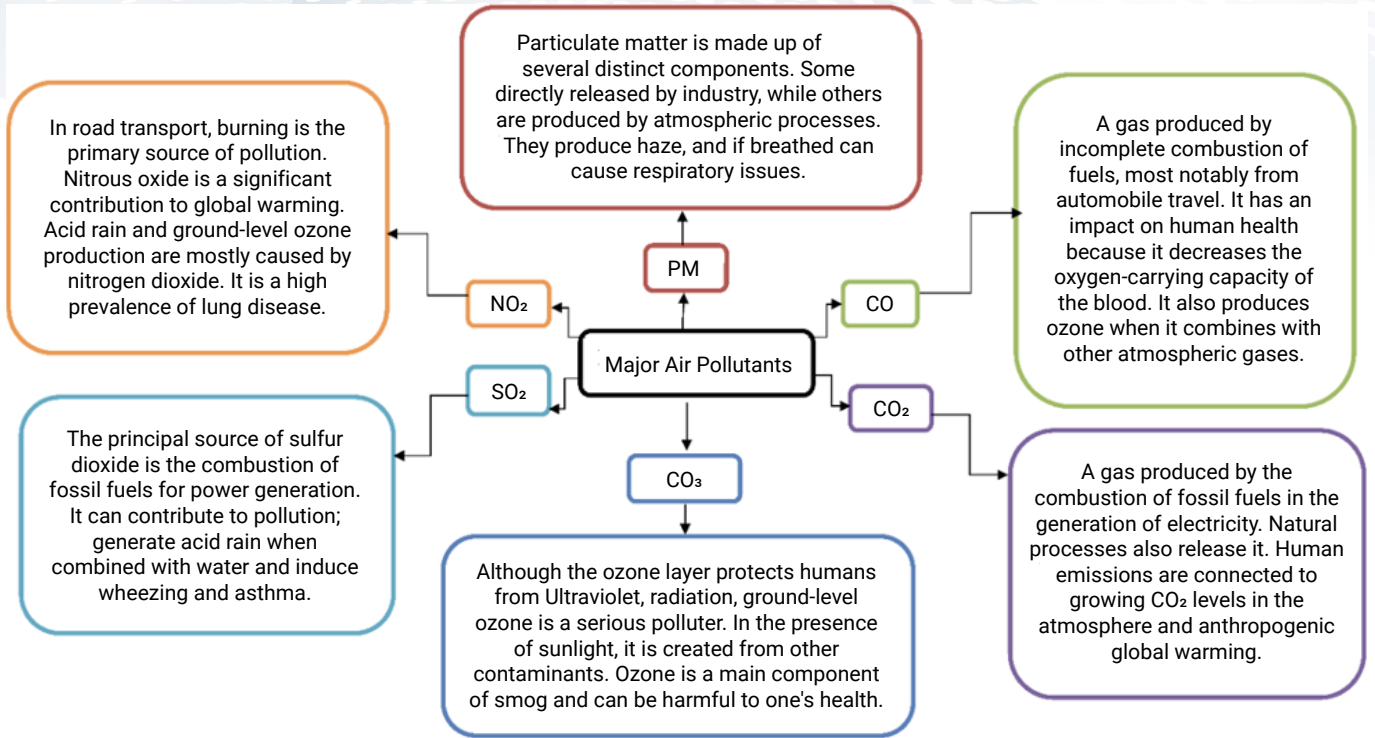 Particulate matter is made up of
several distinct components. Some
directly released by industry, while others
are produced by atmospheric processes.
They produce haze, and if breathed can
cause respiratory issues.
In road transport, burning is the
primary source of pollution.
Nitrous oxide is a significant
contribution to global warming.
Acid rain and ground-level ozone
production are mostly caused by
nitrogen dioxide. It is a high
prevalence of lung disease.
A gas produced by
incomplete combustion of
fuels, most notably from
automobile travel. It has an
impact on human health
because it decreases the
oxygen-carrying capacity of
the blood. It also produces
ozone when it combines with
other atmospheric gases.
PM
NO₂
CO
Major Air Pollutants
SO₂
CO₂
CO₃
The principal source of sulfur
dioxide is the combustion of
fossil fuels for power generation.
It can contribute to pollution;
generate acid rain when
combined with water and induce
wheezing and asthma.
Although the ozone layer protects humans
from Ultraviolet, radiation, ground-level
ozone is a serious polluter. In the presence
of sunlight, it is created from other
contaminants. Ozone is a main component
of smog and can be harmful to one's health.
A gas produced by the
combustion of fossil fuels in the
generation of electricity. Natural
processes also release it. Human
emissions are connected to
growing CO₂ levels in the
atmosphere and anthropogenic
global warming.